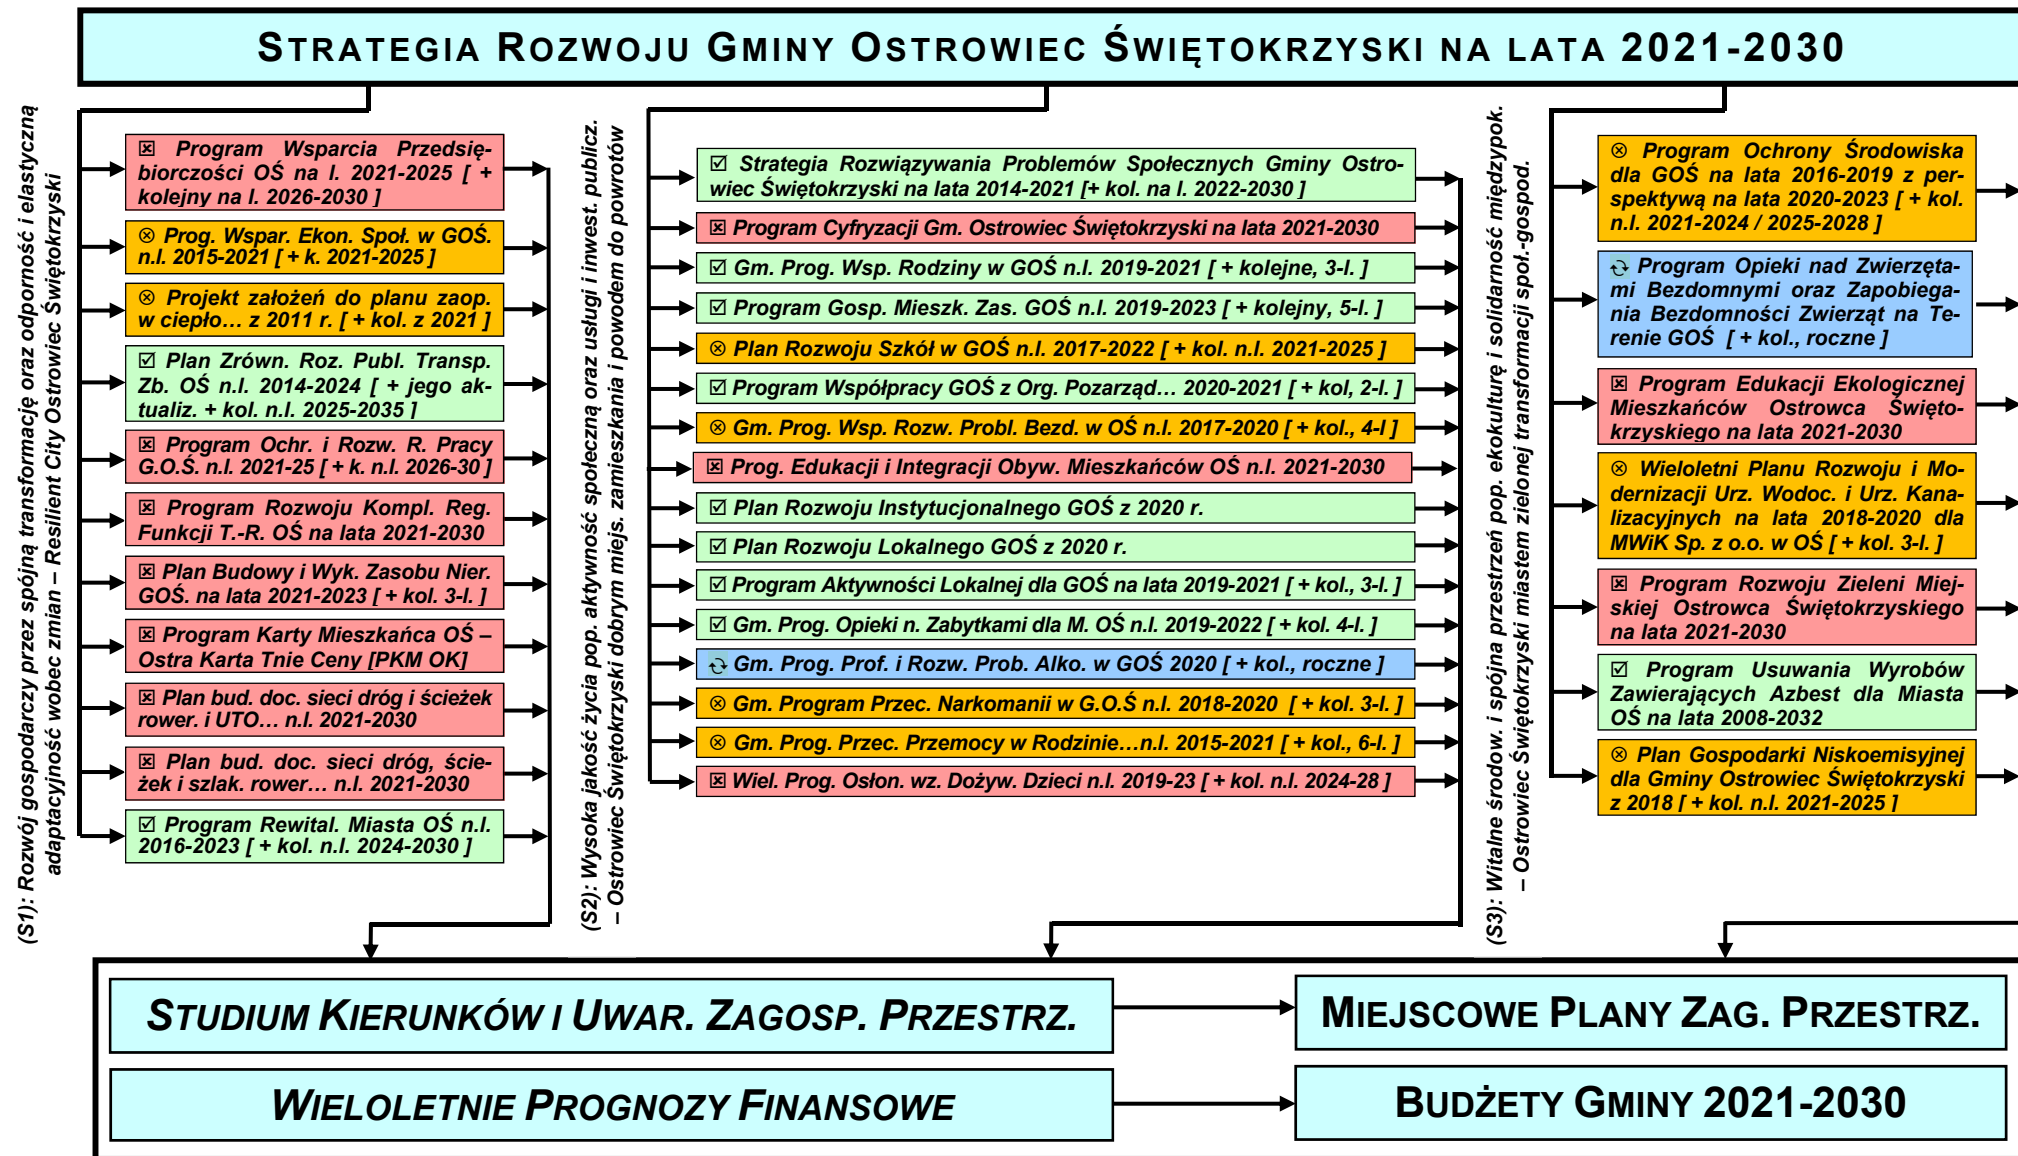 STRATEGIA ROZWOJU GMINY OSTROWIEC ŚWIĘTOKRZYSKI NA LATA 2021-2030
(S1): Rozwój gospodarczy przez spójną transformację oraz odporność i elastyczną
adaptacyjność wobec zmian – Resilient City Ostrowiec Świętokrzyski
☒ Program Wsparcia Przedsię-
biorczości OŚ na l. 2021-2025 [ +
kolejny na l. 2026-2030 ]
⊗ Prog. Wspar. Ekon. Społ. w GOŚ.
n.l. 2015-2021 [ + k. 2021-2025 ]
⊗ Projekt założeń do planu zaop.
w ciepło… z 2011 r. [ + kol. z 2021 ]
☑ Plan Zrówn. Roz. Publ. Transp.
Zb. OŚ n.l. 2014-2024 [ + jego ak-
tualiz. + kol. n.l. 2025-2035 ]
☒ Program Ochr. i Rozw. R. Pracy
G.O.Ś. n.l. 2021-25 [ + k. n.l. 2026-30 ]
☒ Program Rozwoju Kompl. Reg.
Funkcji T.-R. OŚ na lata 2021-2030
☒ Plan Budowy i Wyk. Zasobu Nier.
GOŚ. na lata 2021-2023 [ + kol. 3-l. ]
☒ Program Karty Mieszkańca OŚ –
Ostra Karta Tnie Ceny [PKM OK]
☒ Plan bud. doc. sieci dróg i ścieżek
rower. i UTO… n.l. 2021-2030
☒ Plan bud. doc. sieci dróg, ście-
żek i szlak. rower… n.l. 2021-2030
☑ Program Rewital. Miasta OŚ n.l.
2016-2023 [ + kol. n.l. 2024-2030 ]
(S2): Wysoka jakość życia pop. aktywność społeczną oraz usługi i inwest. publicz.
– Ostrowiec Świętokrzyski dobrym miejs. zamieszkania i powodem do powrotów
☑ Strategia Rozwiązywania Problemów Społecznych Gminy Ostro-
wiec Świętokrzyski na lata 2014-2021 [+ kol. na l. 2022-2030 ]
☒ Program Cyfryzacji Gm. Ostrowiec Świętokrzyski na lata 2021-2030
☑ Gm. Prog. Wsp. Rodziny w GOŚ n.l. 2019-2021 [ + kolejne, 3-l. ]
☑ Program Gosp. Mieszk. Zas. GOŚ n.l. 2019-2023 [ + kolejny, 5-l. ]
⊗ Plan Rozwoju Szkół w GOŚ n.l. 2017-2022 [ + kol. n.l. 2021-2025 ]
☑ Program Współpracy GOŚ z Org. Pozarząd… 2020-2021 [ + kol, 2-l. ]
⊗ Gm. Prog. Wsp. Rozw. Probl. Bezd. w OŚ n.l. 2017-2020 [ + kol., 4-l ]
☒ Prog. Edukacji i Integracji Obyw. Mieszkańców OŚ n.l. 2021-2030
☑ Plan Rozwoju Instytucjonalnego GOŚ z 2020 r.
☑ Plan Rozwoju Lokalnego GOŚ z 2020 r.
☑ Program Aktywności Lokalnej dla GOŚ na lata 2019-2021 [ + kol., 3-l. ]
☑ Gm. Prog. Opieki n. Zabytkami dla M. OŚ n.l. 2019-2022 [ + kol. 4-l. ]
Gm. Prog. Prof. i Rozw. Prob. Alko. w GOŚ 2020 [ + kol., roczne ]
⊗ Gm. Program Przec. Narkomanii w G.O.Ś n.l. 2018-2020 [ + kol. 3-l. ]
⊗ Gm. Prog. Przec. Przemocy w Rodzinie…n.l. 2015-2021 [ + kol., 6-l. ]
☒ Wiel. Prog. Osłon. wz. Dożyw. Dzieci n.l. 2019-23 [ + kol. n.l. 2024-28 ]
(S3): Witalne środow. i spójna przestrzeń pop. ekokulturę i solidarność międzypok.
– Ostrowiec Świętokrzyski miastem zielonej transformacji społ.-gospod.
⊗ Program Ochrony Środowiska
dla GOŚ na lata 2016-2019 z per-
spektywą na lata 2020-2023 [ + kol.
n.l. 2021-2024 / 2025-2028 ]
Program Opieki nad Zwierzęta-
mi Bezdomnymi oraz Zapobiega-
nia Bezdomności Zwierząt na Te-
renie GOŚ [ + kol., roczne ]
☒ Program Edukacji Ekologicznej
Mieszkańców Ostrowca Święto-
krzyskiego na lata 2021-2030
⊗ Wieloletni Planu Rozwoju i Mo-
dernizacji Urz. Wodoc. i Urz. Kana-
lizacyjnych na lata 2018-2020 dla
MWiK Sp. z o.o. w OŚ [ + kol. 3-l. ]
☒ Program Rozwoju Zieleni Miej-
skiej Ostrowca Świętokrzyskiego
na lata 2021-2030
☑ Program Usuwania Wyrobów
Zawierających Azbest dla Miasta
OŚ na lata 2008-2032
⊗ Plan Gospodarki Niskoemisyjnej
dla Gminy Ostrowiec Świętokrzyski
z 2018 [ + kol. n.l. 2021-2025 ]
STUDIUM KIERUNKÓW I UWAR. ZAGOSP. PRZESTRZ.
MIEJSCOWE PLANY ZAG. PRZESTRZ.
WIELOLETNIE PROGNOZY FINANSOWE
BUDŻETY GMINY 2021-2030